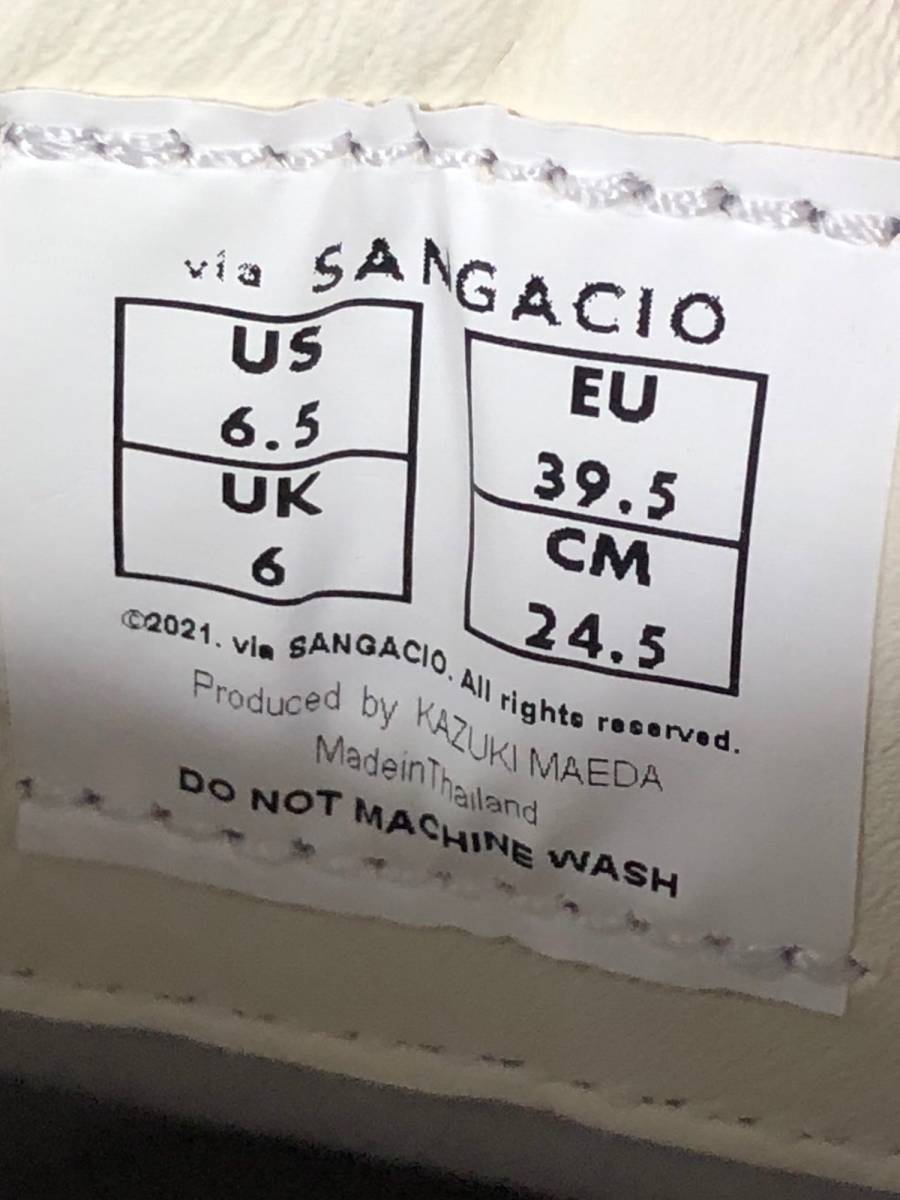 via SANGACIO
US
6.5
UK
6
EU
39.5
CM
24.5
©2021. via SANGACIO. All rights reserved.
Produced by KAZUKI MAEDA
MadeinThailand
DO NOT MACHINE WASH